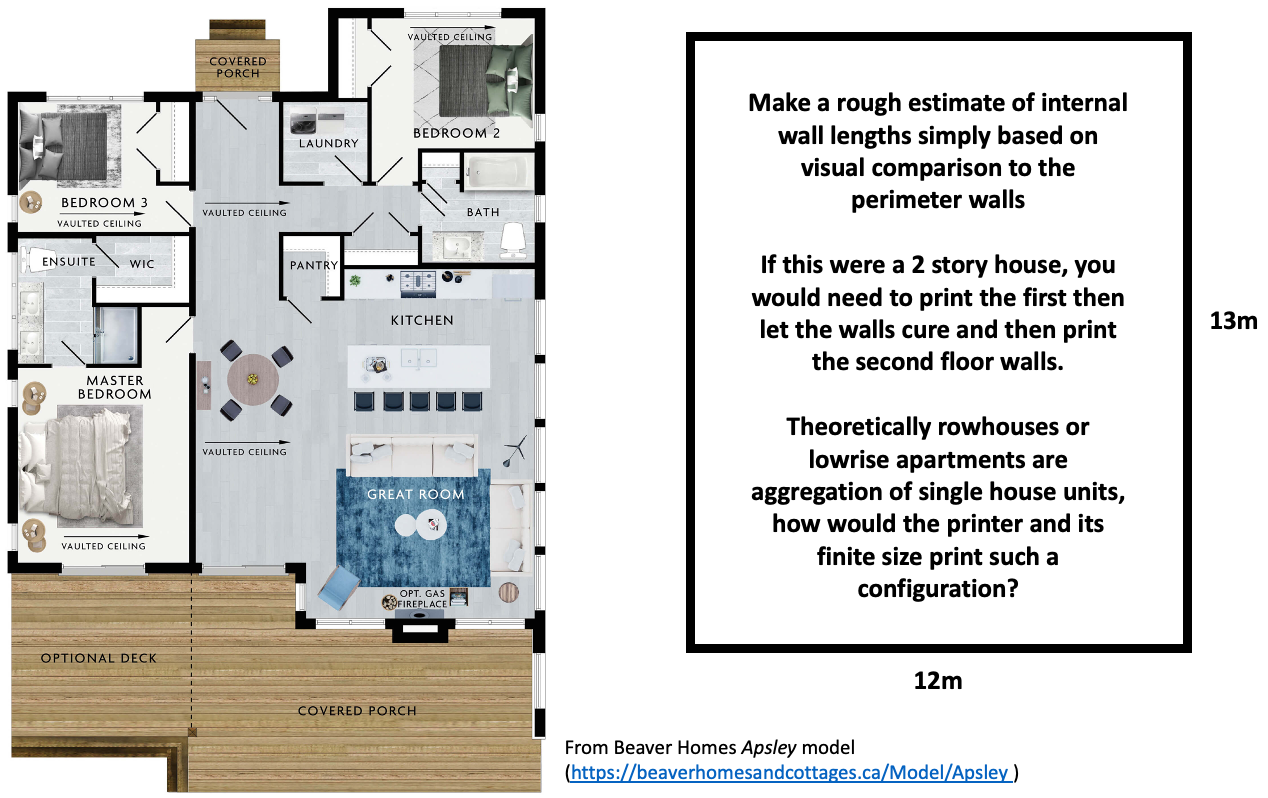 COVERED
PORCH
VAULTED CEILING
BEDROOM 2
LAUNDRY
BEDROOM 3
VAULTED CEILING
VAULTED CEILING
BATH
ENSUITE
WIC
PANTRY
KITCHEN
MASTER
BEDROOM
VAULTED CEILING
GREAT ROOM
VAULTED CEILING
OPT. GAS
FIREPLACE
OPTIONAL DECK
COVERED PORCH
Make a rough estimate of internal
wall lengths simply based on
visual comparison to the
perimeter walls
If this were a 2 story house, you
would need to print the first then
let the walls cure and then print
the second floor walls.
Theoretically rowhouses or
lowrise apartments are
aggregation of single house units,
how would the printer and its
finite size print such a
configuration?
13m
12m
From Beaver Homes Apsley model
(https://beaverhomesandcottages.ca/Model/Apsley )